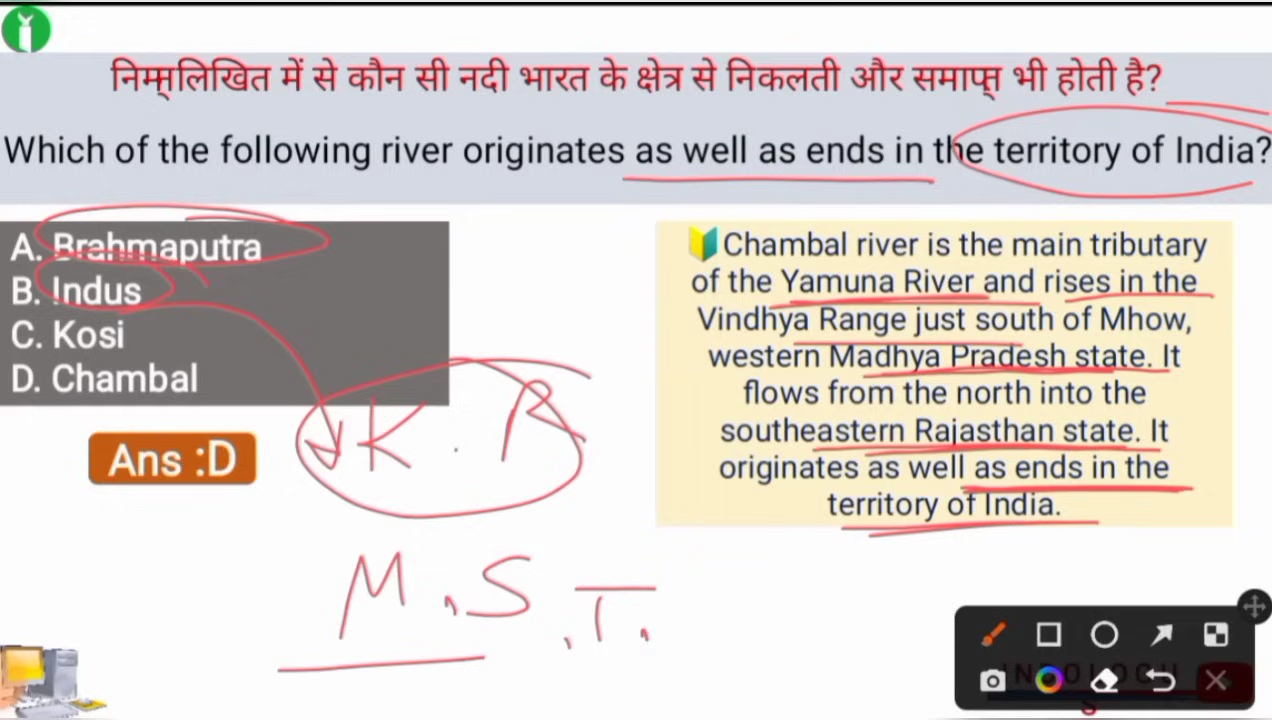 निम्नलिखित में से कौन सी नदी भारत के क्षेत्र से निकलती और समाप्त भी होती है?
Which of the following river originates as well as ends in the territory of India?
A. Brahmaputra
B. Indus
C. Kosi
D. Chambal
Ans :D
Chambal river is the main tributary
of the Yamuna River and rises in the
Vindhya Range just south of Mhow,
western Madhya Pradesh state. It
flows from the north into the
southeastern Rajasthan state. It
originates as well as ends in the
territory of India.
K. R
M. S. T.